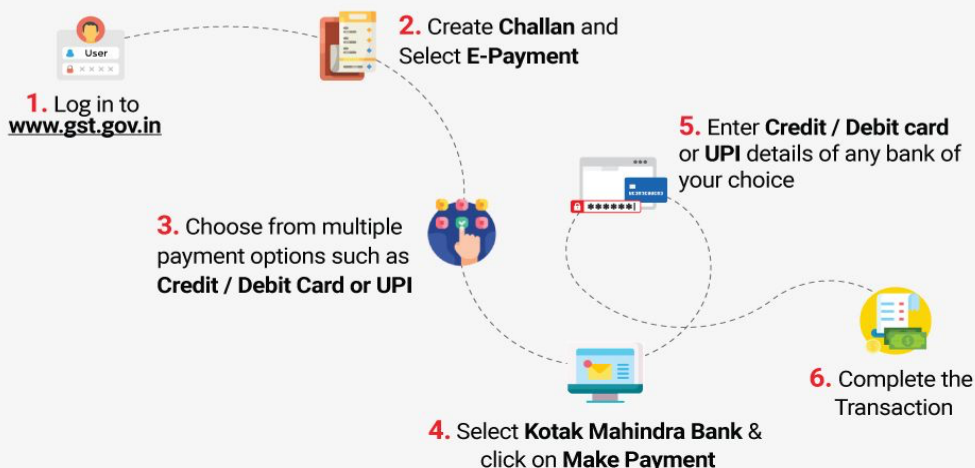 User
× × × ×
1. Log in to
www.gst.gov.in
2. Create Challan and
Select E-Payment
3. Choose from multiple
payment options such as
Credit / Debit Card or UPI
4. Select Kotak Mahindra Bank &
click on Make Payment
5. Enter Credit / Debit card
or UPI details of any bank of
your choice
******|
6. Complete the
Transaction